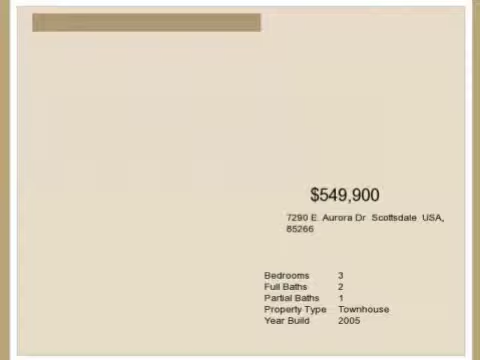 $549,900
7290 E Aurora Dr Scottsdale USA,
85266
Bedrooms 3
Full Baths 2
Partial Baths 1
Property Type Townhouse
Year Build 2005